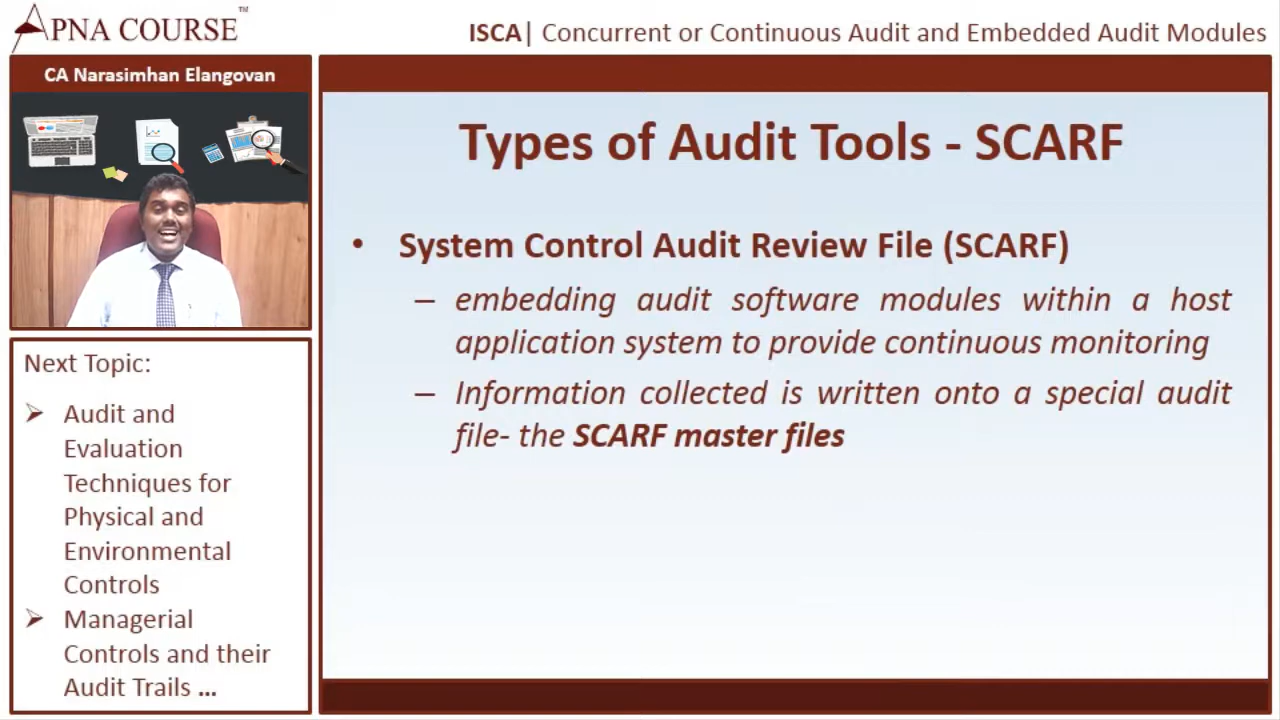 APNA COURSE™
ISCA| Concurrent or Continuous Audit and Embedded Audit Modules
CA Narasimhan Elangovan
Next Topic:
➢ Audit and
Evaluation
Techniques for
Physical and
Environmental
Controls
➢ Managerial
Controls and their
Audit Trails ...
Types of Audit Tools - SCARF
• System Control Audit Review File (SCARF)
– embedding audit software modules within a host
application system to provide continuous monitoring
– Information collected is written onto a special audit
file- the SCARF master files